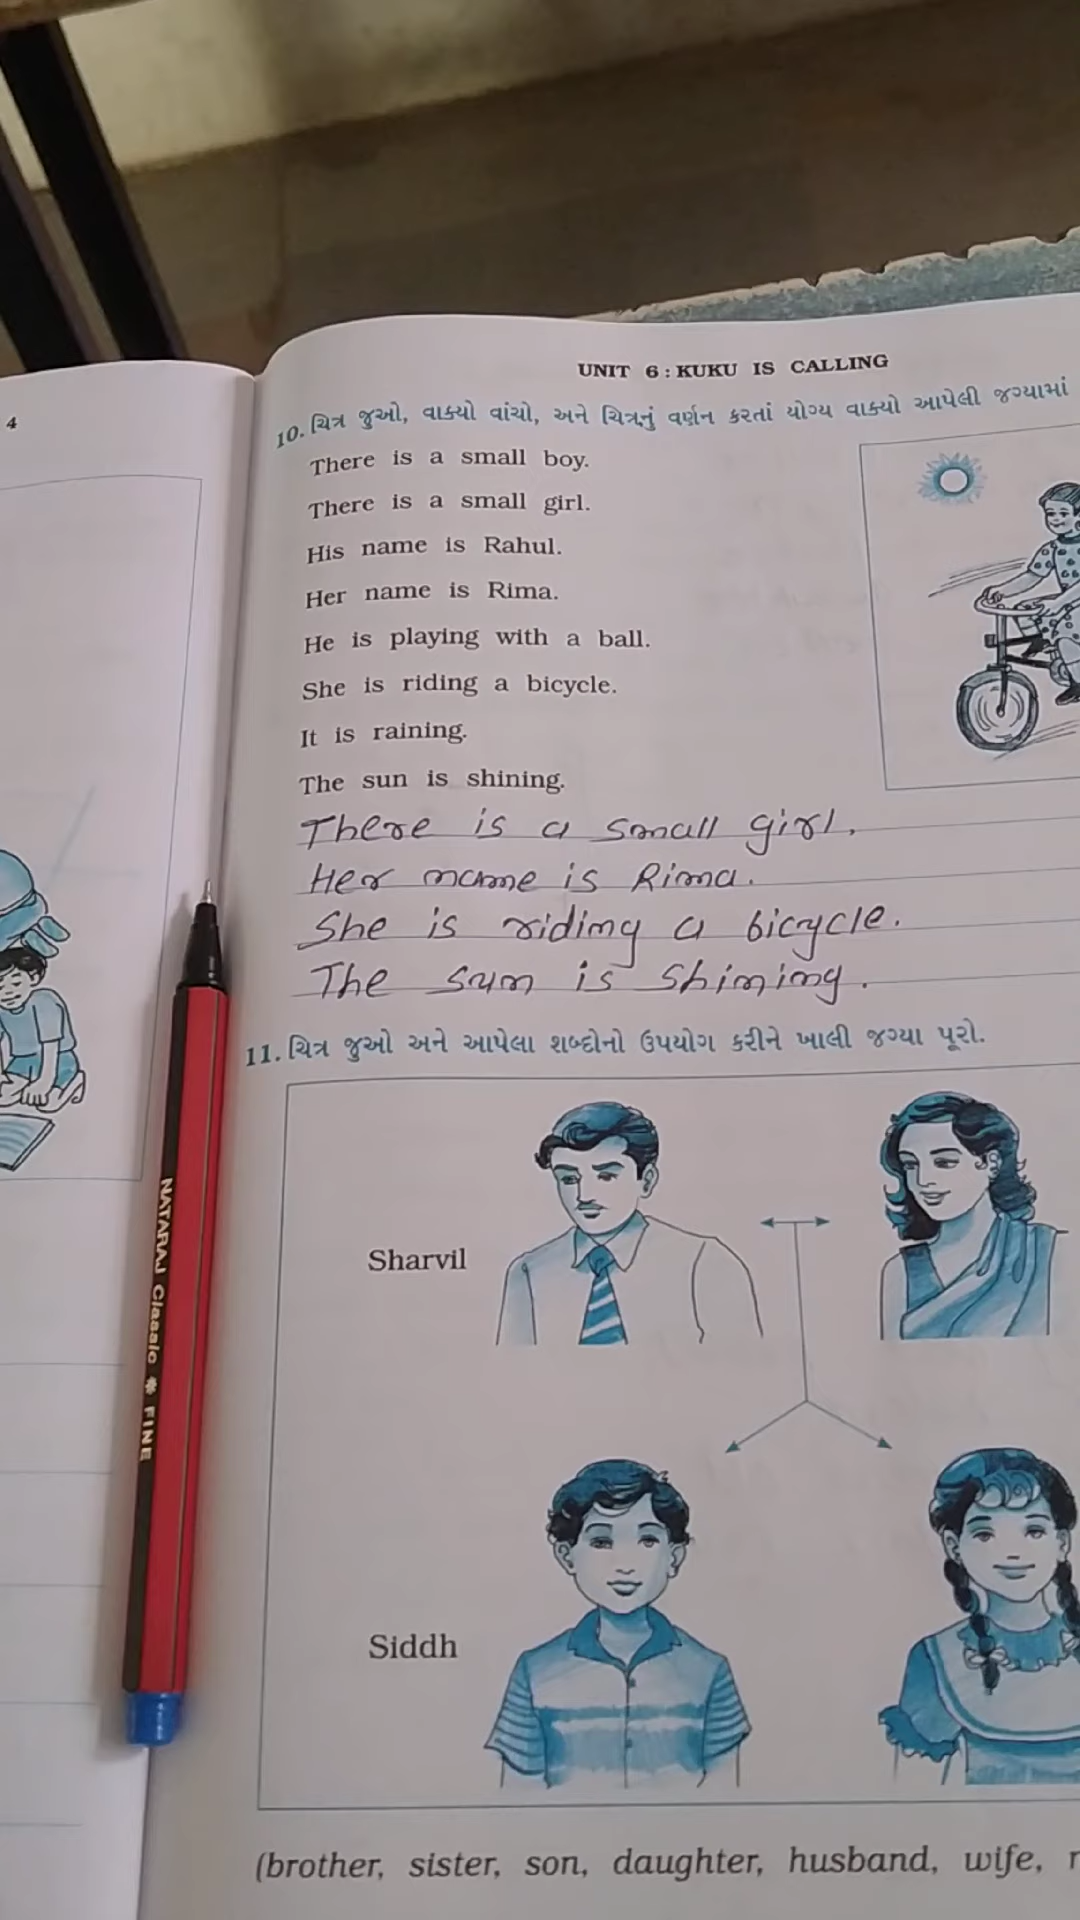 4
UNIT 6 : KUKU IS CALLING
10. ચિત્ર જુઓ, વાક્યો વાંચો, અને ચિત્રનું વર્ણન કરતાં યોગ્ય વાક્યો આપેલી જગ્યામાં
There is a small boy.
There is a small girl.
His name is Rahul.
Her name is Rima.
He is playing with a ball.
She is riding a bicycle.
It is raining.
The sun is shining.
There is a small girl.
Her name is Rima.
She is riding a bicycle.
The sun is shining.
11. ચિત્ર જુઓ અને આપેલા શબ્દોનો ઉપયોગ કરીને ખાલી જગ્યા પૂરો.
Sharvil
Siddh
(brother, sister, son, daughter, husband, wife,
NATARAJ Classic ✱ FINE